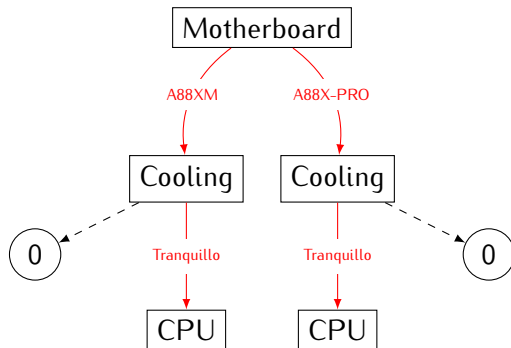 Motherboard
A88XM
A88X-PRO
Cooling
Cooling
0
Tranquillo
Tranquillo
0
CPU
CPU